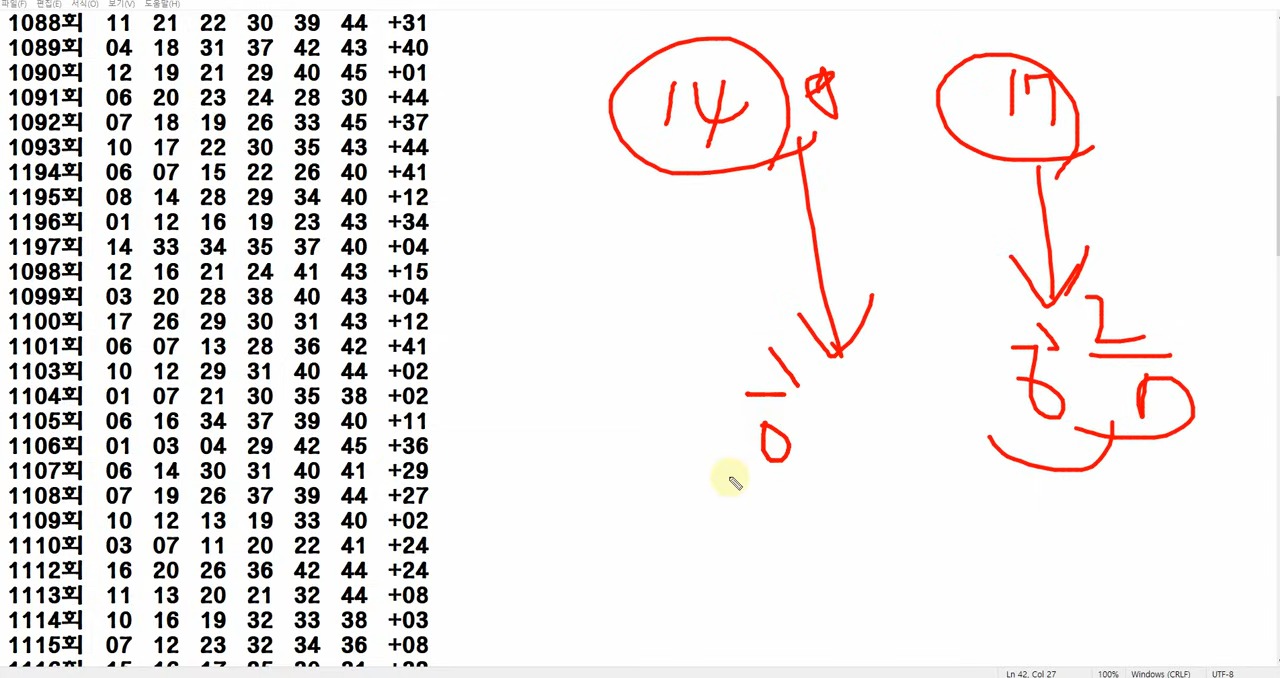 파일(F) 편집(E) 서식(O) 보기(V) 도움말(H)
1088회 11 21 22 30 39 44 +31
1089회 04 18 31 37 42 43 +40
1090회 12 19 21 29 40 45 +01
1091회 06 20 23 24 28 30 +44
1092회 07 18 19 26 33 45 +37
1093회 10 17 22 30 35 43 +44
1194회 06 07 15 22 26 40 +41
1195회 08 14 28 29 34 40 +12
1196회 01 12 16 19 23 43 +34
1197회 14 33 34 35 37 40 +04
1098회 12 16 21 24 41 43 +15
1099회 03 20 28 38 40 43 +04
1100회 17 26 29 30 31 43 +12
1101회 06 07 13 28 36 42 +41
1103회 10 12 29 31 40 44 +02
1104회 01 07 21 30 35 38 +02
1105회 06 16 34 37 39 40 +11
1106회 01 03 04 29 42 45 +36
1107회 06 14 30 31 40 41 +29
1108회 07 19 26 37 39 44 +27
1109회 10 12 13 19 33 40 +02
1110회 03 07 11 20 22 41 +24
1112회 16 20 26 36 42 44 +24
1113회 11 13 20 21 32 44 +08
1114회 10 16 19 32 33 38 +03
1115회 07 12 23 32 34 36 +08
14
17
Ln 42, Col 27 100% Windows (CRLF) UTF-8